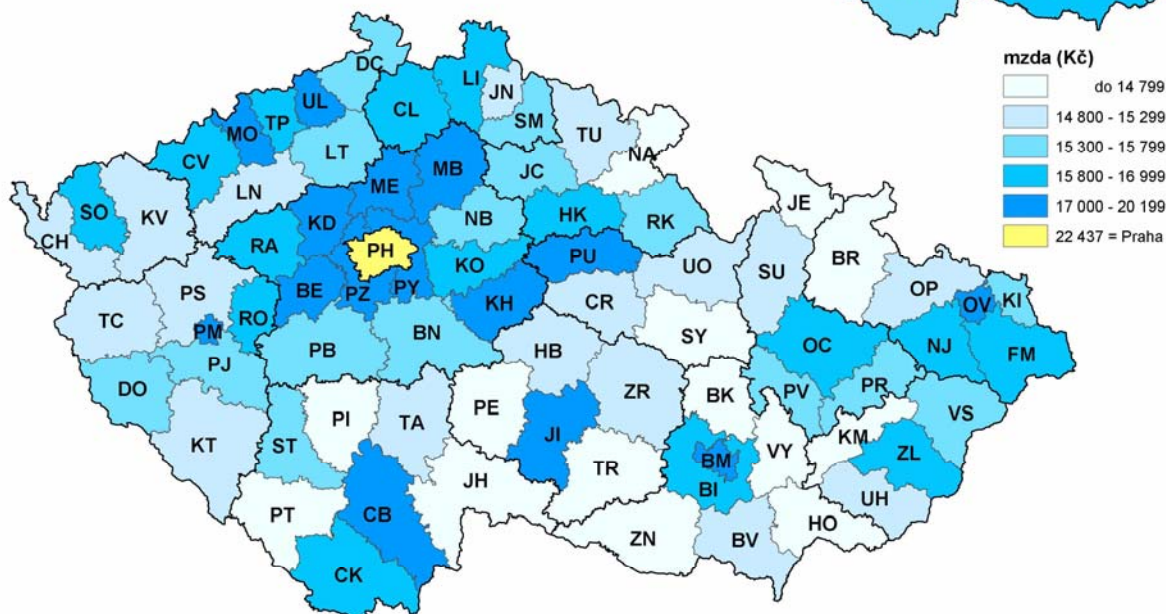 mzda (Kč)
do 14 799
14 800 - 15 299
15 300 - 15 799
15 800 - 16 999
17 000 - 20 199
22 437 = Praha
DC
LI
JN
UL
CL
TP
MO
SM
TU
LT
CV
NA
MB
JC
ME
LN
JE
SO
KV
NB
HK
RK
KD
CH
RA
PH
KO
PU
UO
SU
BR
BE
PZ
PY
KH
CR
OP
OV
KI
PS
TC
RO
PM
BN
SY
OC
NJ
FM
PB
HB
PJ
DO
ZR
BK
PV
PR
VS
PI
TA
PE
KT
ST
JI
KM
BM
VY
ZL
TR
BI
JH
UH
PT
CB
HO
ZN
BV
CK